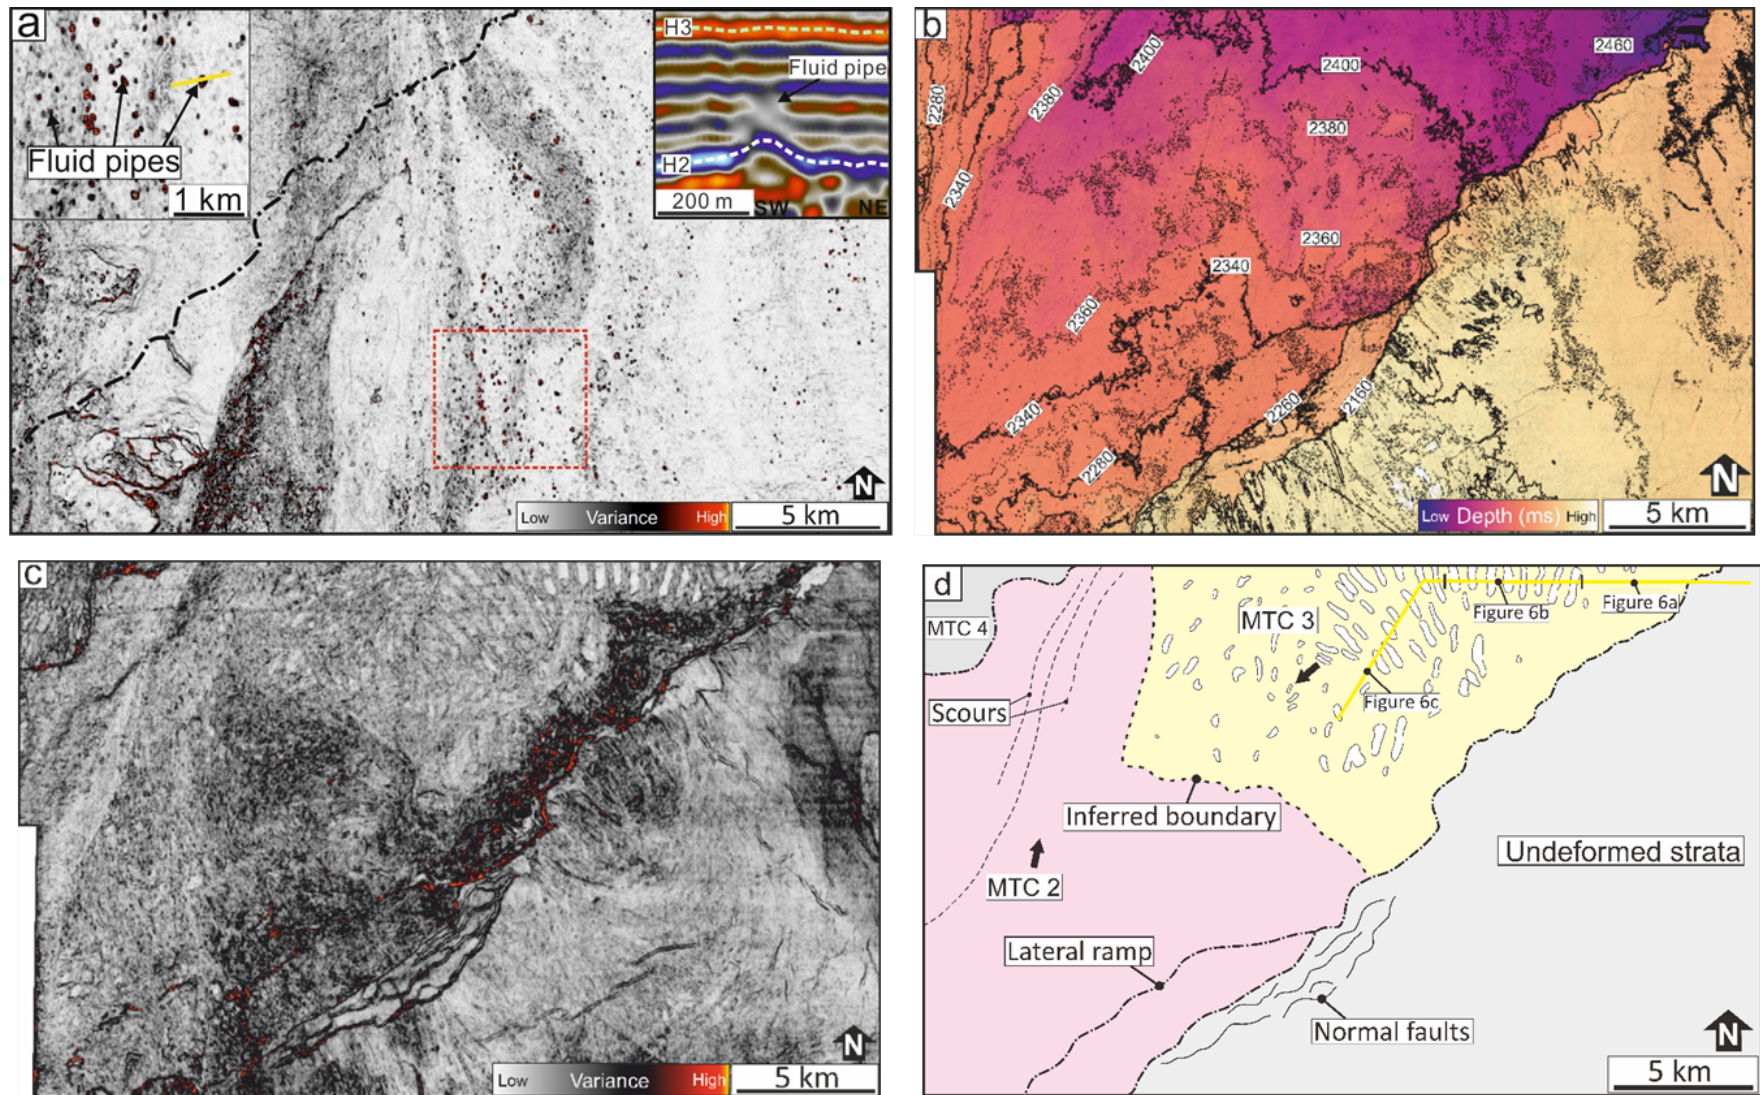 a
Fluid pipes
1 km
H3
Fluid pipe
H2
200 m
SW
NE
N
Low Variance High
5 km
b
2460
2400
2400
2380
2280
2380
2340
2360
2340
2360
2340
2260
2160
2280
N
Low Depth (ms) High
5 km
c
N
Low Variance High
5 km
d
MTC 4
MTC 3
Figure 6b
Figure 6a
Figure 6c
Scours
Inferred boundary
Undeformed strata
MTC 2
Lateral ramp
Normal faults
N
5 km